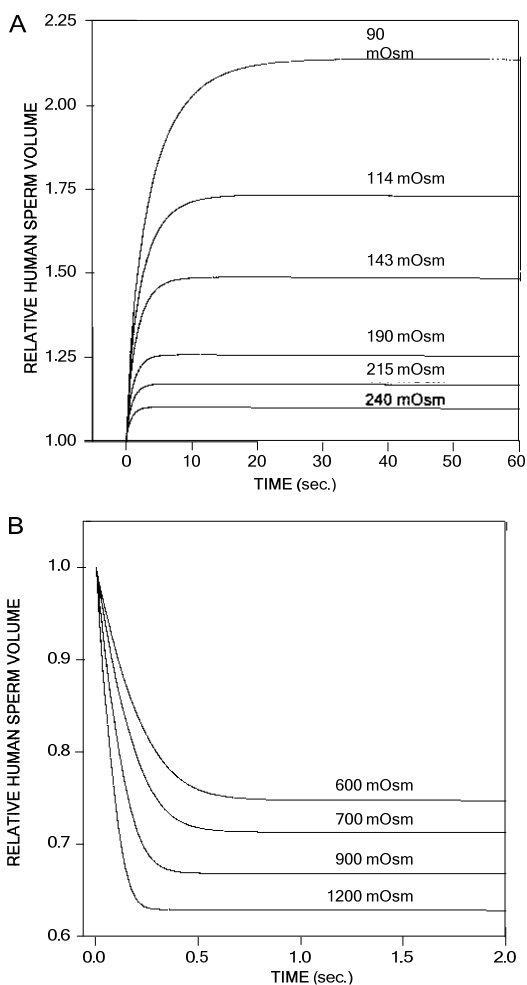 A
2.25
2.00
1.75
1.50
1.25
1.00
RELATIVE HUMAN SPERM VOLUME
90
mOsm
114 mOsm
143 mOsm
190 mOsm
215 mOsm
240 mOsm
0 10 20 30 40 50 60
TIME (sec.)
B
1.0
0.9
0.8
0.7
0.6
RELATIVE HUMAN SPERM VOLUME
600 mOsm
700 mOsm
900 mOsm
1200 mOsm
0.0 0.5 1.0 1.5 2.0
TIME (sec.)